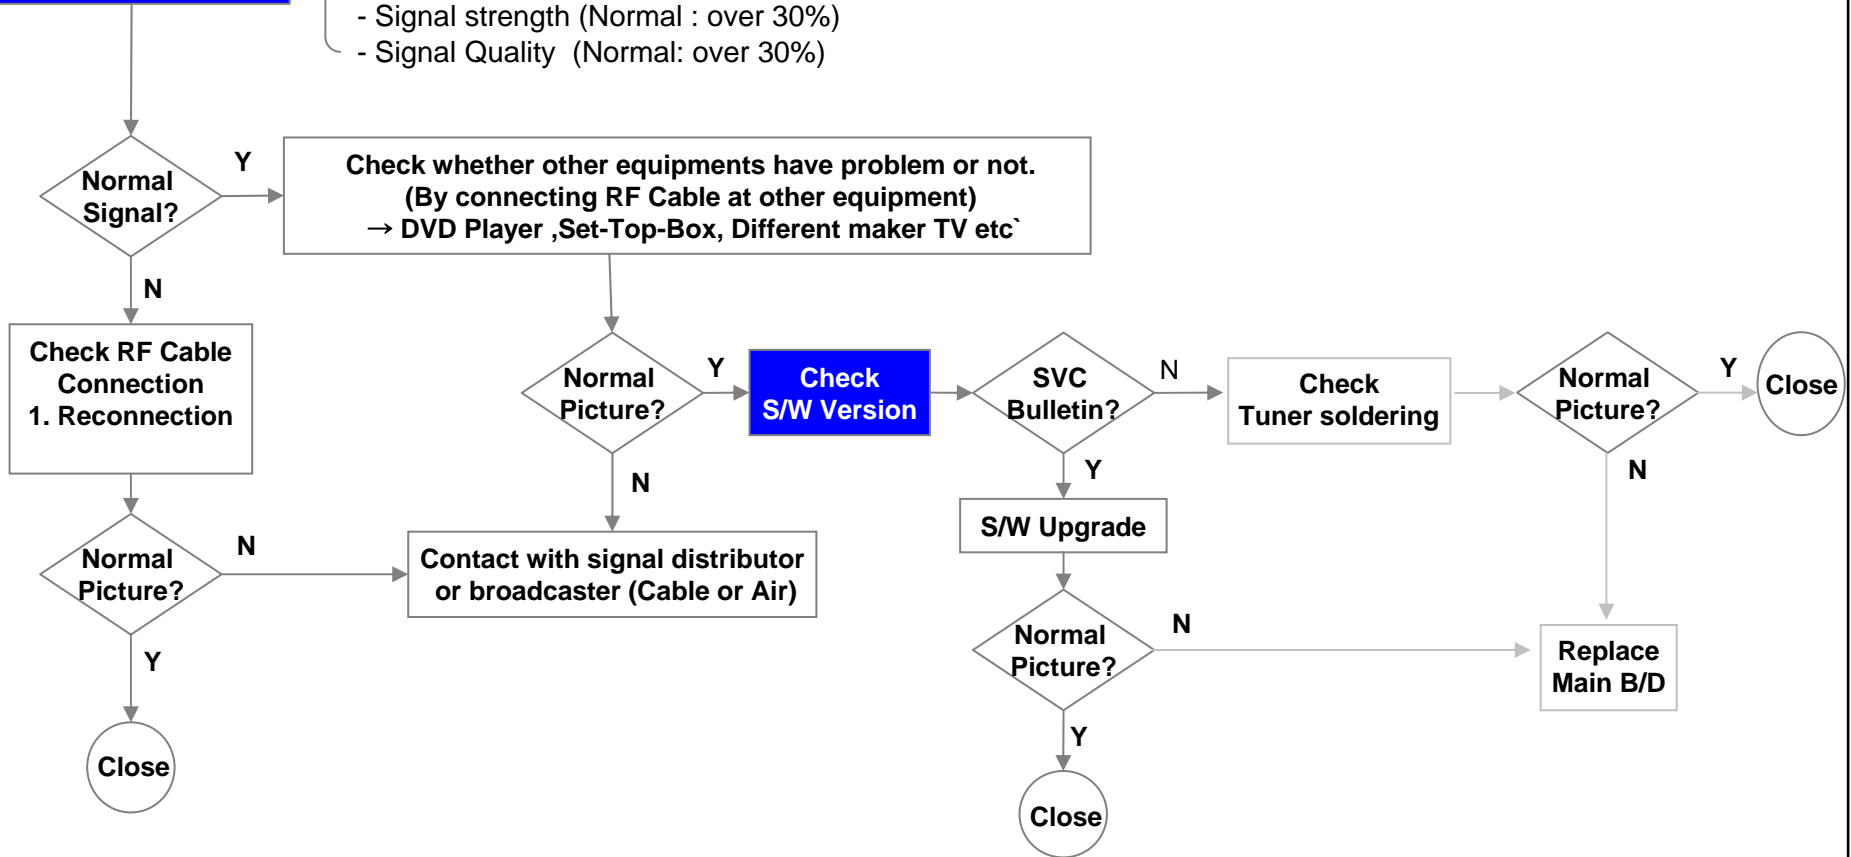 - Signal strength (Normal : over 30%)
- Signal Quality  (Normal: over 30%)
Normal
Signal?
Y
Check whether other equipments have problem or not.
(By connecting RF Cable at other equipment)
→ DVD Player ,Set-Top-Box, Different maker TV etc`
N
Check RF Cable
Connection
1. Reconnection
Normal
Picture?
Y
Check
S/W Version
SVC
Bulletin?
N
Check
Tuner soldering
Normal
Picture?
Y
Close
N
Y
N
S/W Upgrade
Normal
Picture?
N
Contact with signal distributor
or broadcaster (Cable or Air)
Normal
Picture?
N
Replace
Main B/D
Y
Close
Y
Close